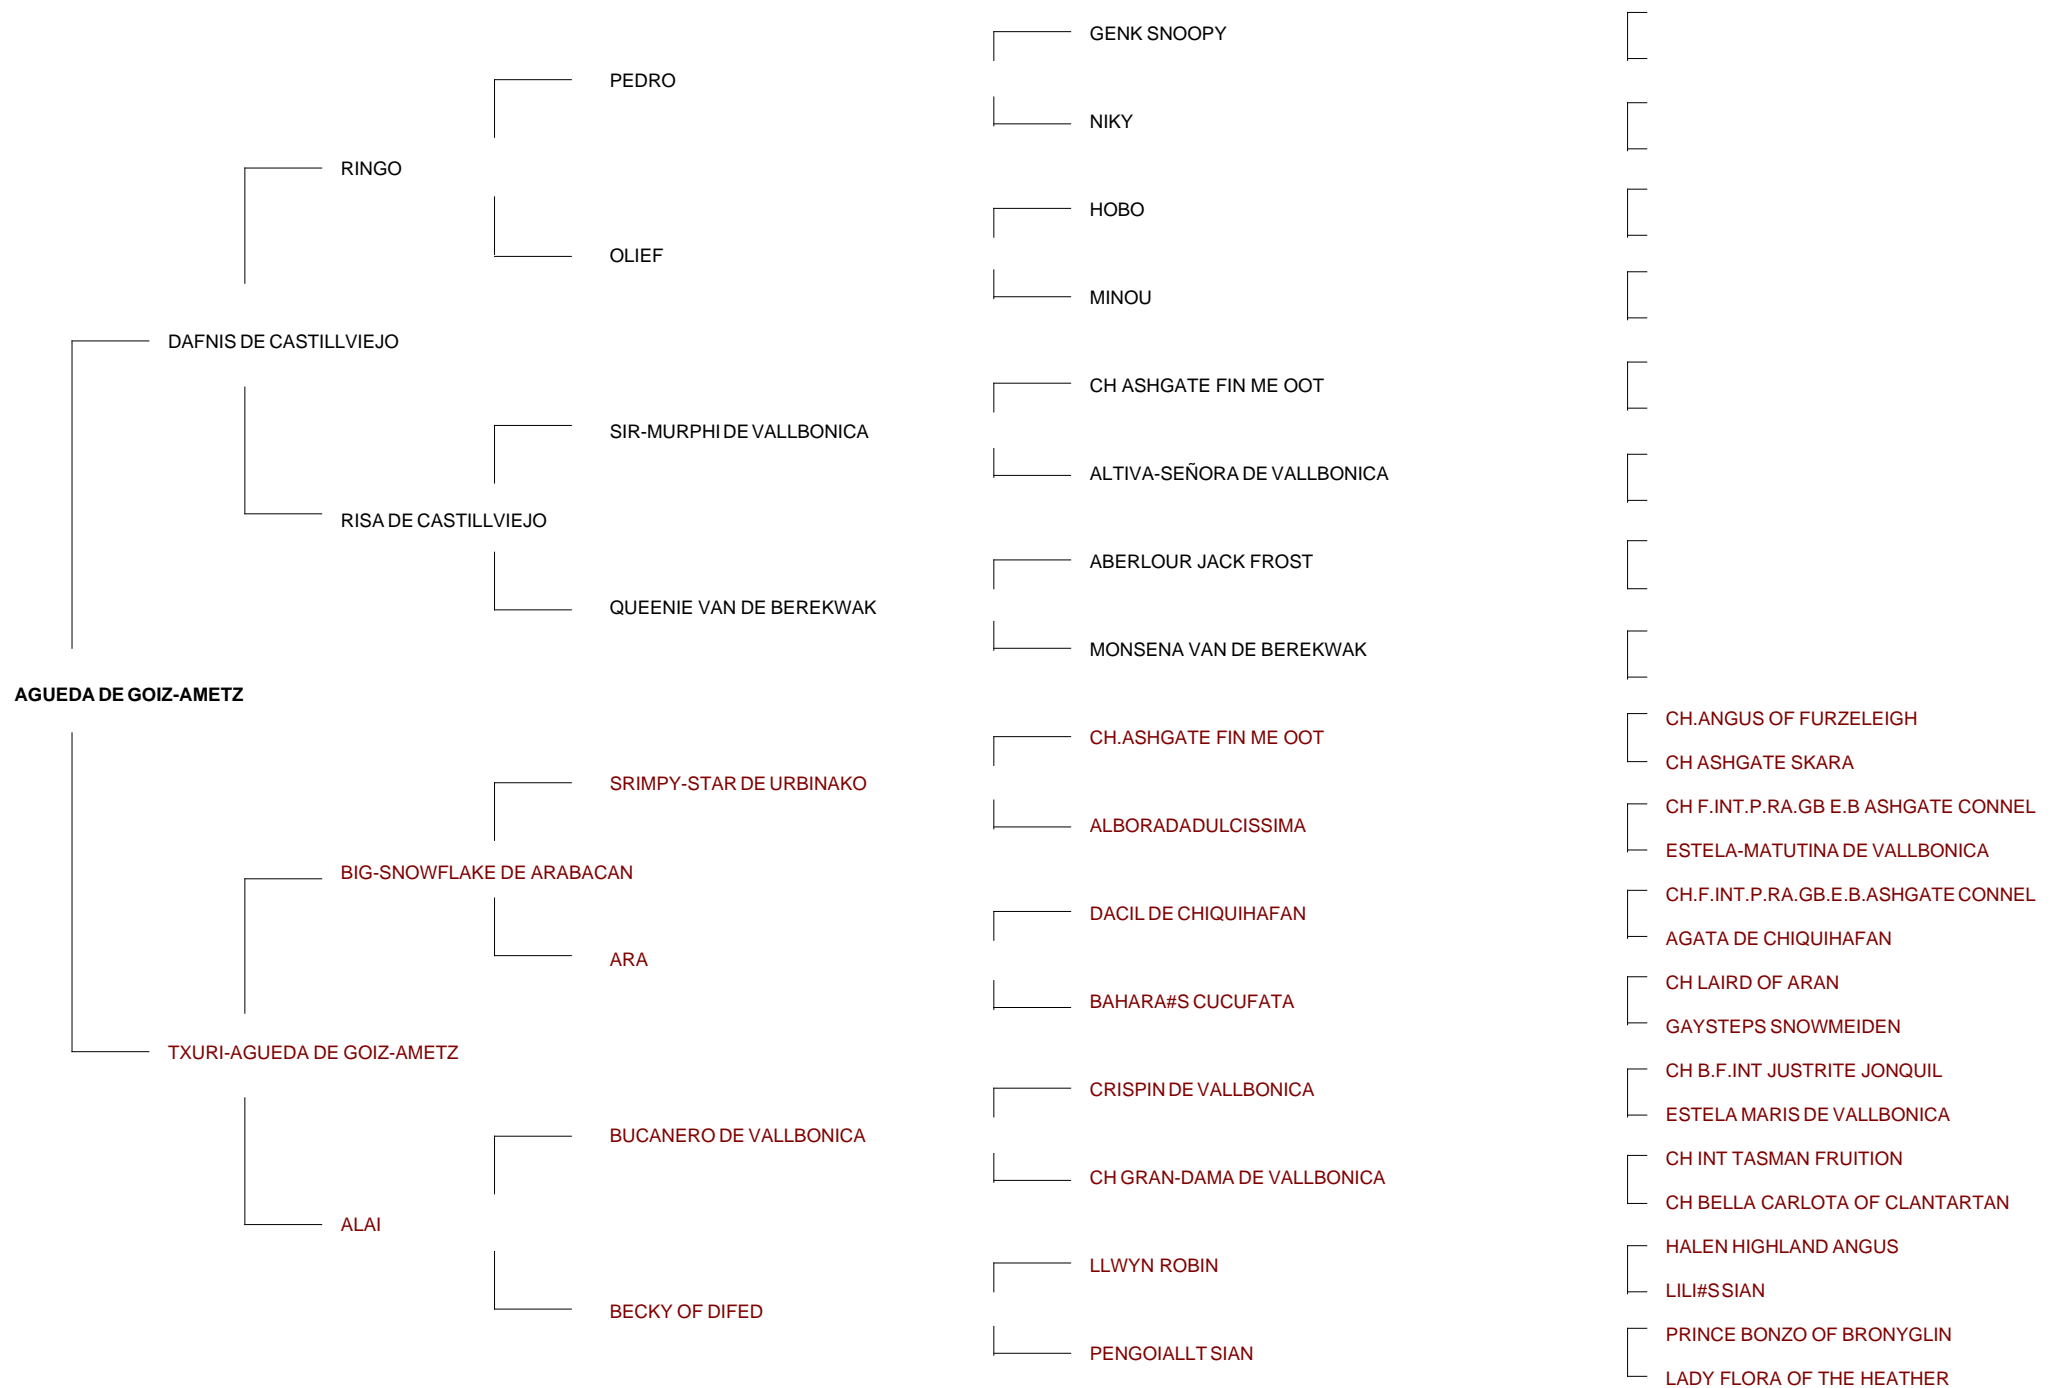 GENK SNOOPY
PEDRO
NIKY
RINGO
HOBO
OLIEF
MINOU
DAFNIS DE CASTILLVIEJO
CH ASHGATE FIN ME OOT
SIR-MURPHI DE VALLBONICA
ALTIVA-SEÑORA DE VALLBONICA
RISA DE CASTILLVIEJO
ABERLOUR JACK FROST
QUEENIE VAN DE BEREKWAK
MONSENA VAN DE BEREKWAK
AGUEDA DE GOIZ-AMETZ
CH.ANGUS OF FURZELEIGH
CH.ASHGATE FIN ME OOT
CH ASHGATE SKARA
SRIMPY-STAR DE URBINAKO
CH F.INT.P.RA.GB E.B ASHGATE CONNEL
ALBORADADULCISSIMA
ESTELA-MATUTINA DE VALLBONICA
BIG-SNOWFLAKE DE ARABACAN
CH.F.INT.P.RA.GB.E.B.ASHGATE CONNEL
DACIL DE CHIQUIHAFAN
AGATA DE CHIQUIHAFAN
ARA
CH LAIRD OF ARAN
BAHARA#S CUCUFATA
GAYSTEPS SNOWMEIDEN
TXURI-AGUEDA DE GOIZ-AMETZ
CH B.F.INT JUSTRITE JONQUIL
CRISPIN DE VALLBONICA
ESTELA MARIS DE VALLBONICA
BUCANERO DE VALLBONICA
CH INT TASMAN FRUITION
CH GRAN-DAMA DE VALLBONICA
CH BELLA CARLOTA OF CLANTARTAN
ALAI
HALEN HIGHLAND ANGUS
LLWYN ROBIN
LILI#S SIAN
BECKY OF DIFED
PRINCE BONZO OF BRONYGLIN
PENGOIALLT SIAN
LADY FLORA OF THE HEATHER